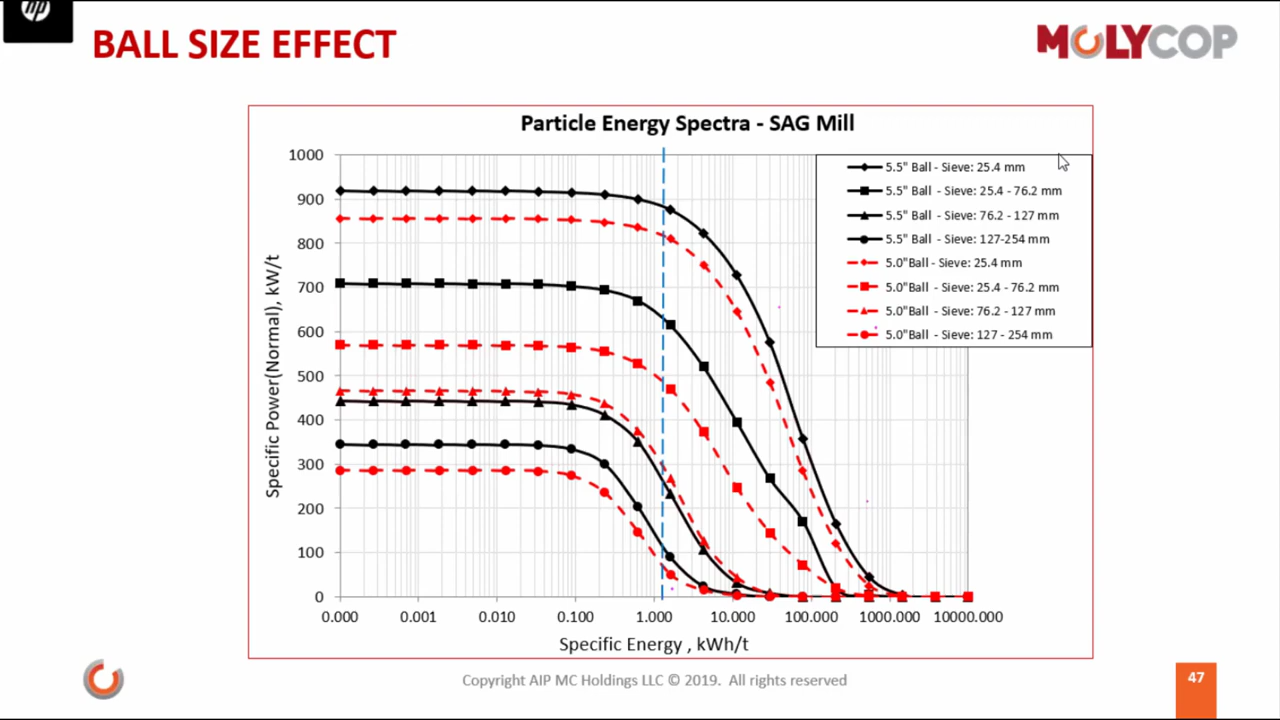 hp
BALL SIZE EFFECT
MOLYCOP
Particle Energy Spectra - SAG Mill
1000
900
800
700
600
500
400
300
200
100
0
Specific Power(Normal), kW/t
5.5" Ball - Sieve: 25.4 mm
5.5" Ball - Sieve: 25.4 - 76.2 mm
5.5" Ball - Sieve: 76.2 - 127 mm
5.5" Ball - Sieve: 127-254 mm
5.0"Ball - Sieve: 25.4 mm
5.0"Ball - Sieve: 25.4 - 76.2 mm
5.0"Ball - Sieve: 76.2 - 127 mm
5.0"Ball - Sieve: 127 - 254 mm
0.000 0.001 0.010 0.100 1.000 10.000 100.000 1000.000 10000.000
Specific Energy , kWh/t
Copyright AIP MC Holdings LLC © 2019. All rights reserved
47